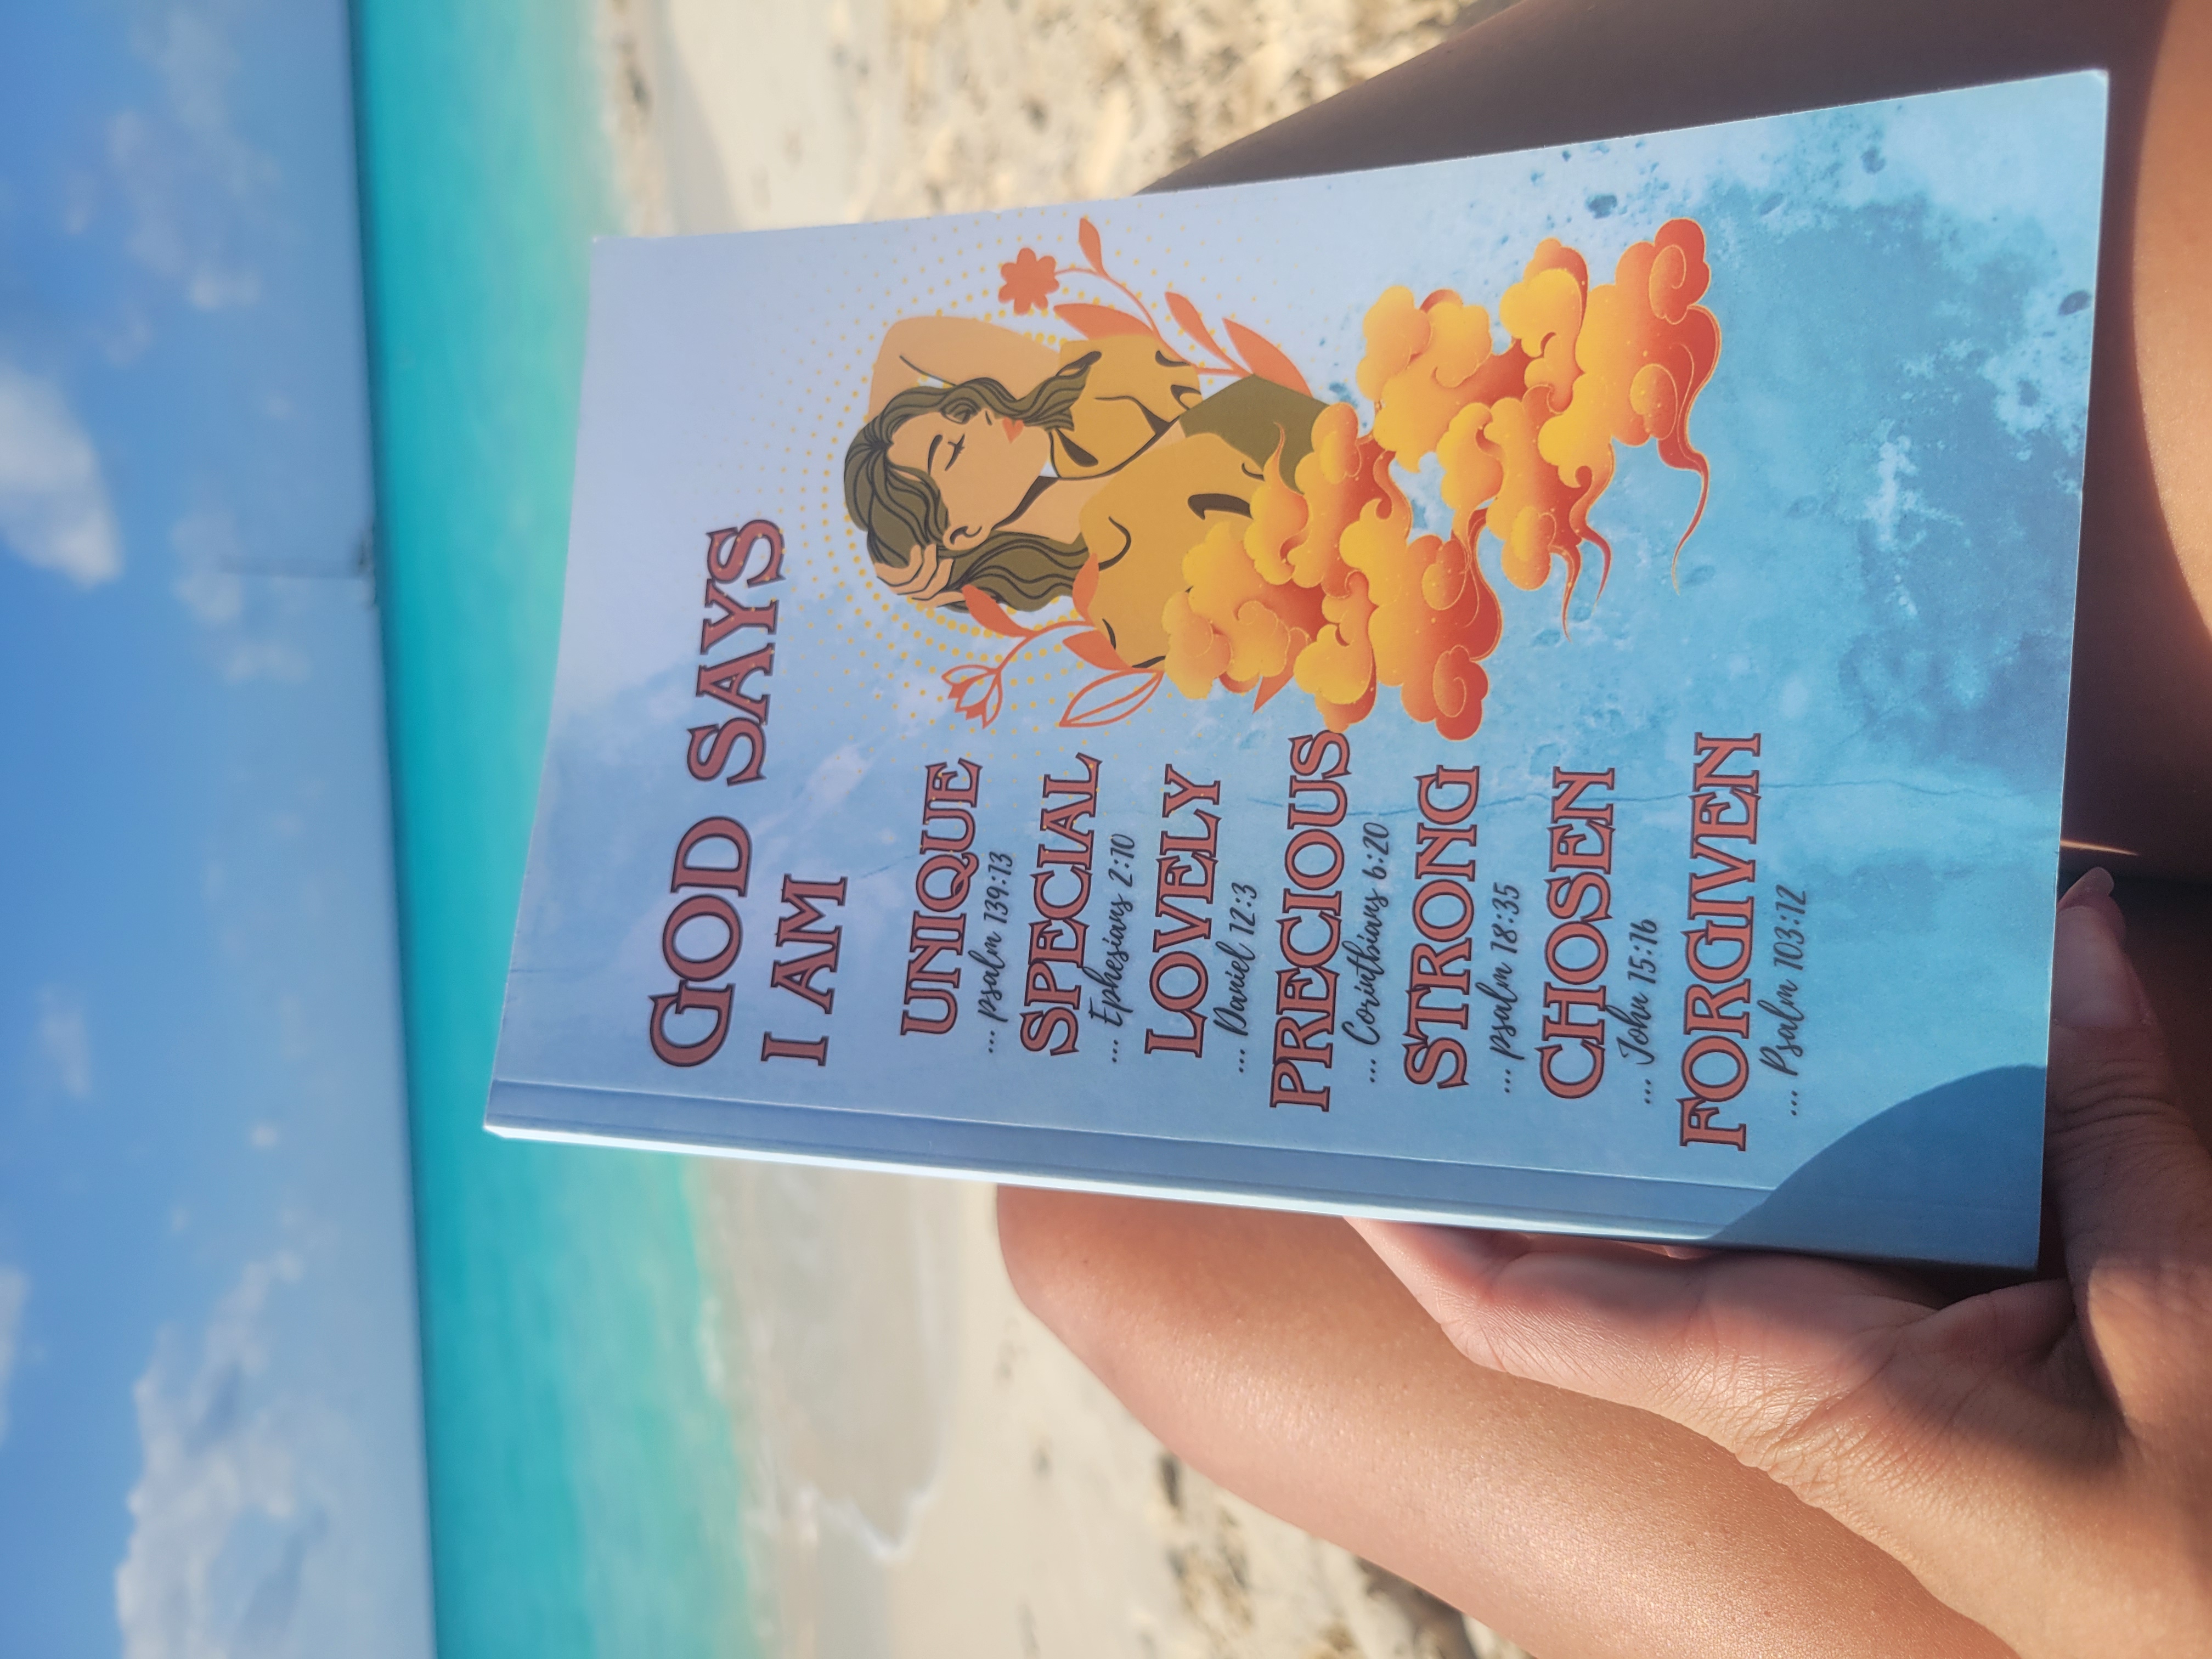 GOD SAYS
I AM
UNIQUE
... psalm 139:13
SPECIAL
... Ephesians 2:10
LOVELY
... Daniel 12:3
PRECIOUS
... Corinthians 6:20
STRONG
... psalm 18:35
CHOSEN
... John 15:16
FORGIVEN
... Psalm 103:12